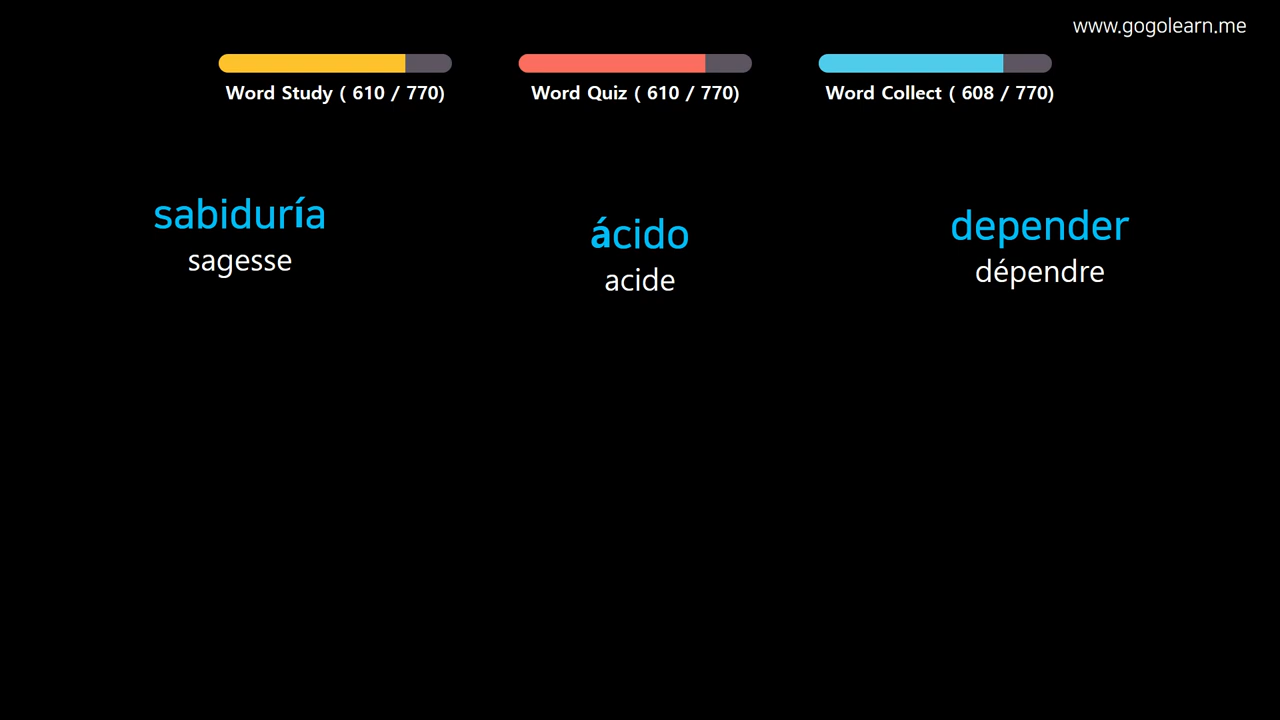 www.gogolearn.me
Word Study ( 610 / 770)
Word Quiz ( 610 / 770)
Word Collect ( 608 / 770)
sabiduría
sagesse
ácido
acide
depender
dépendre